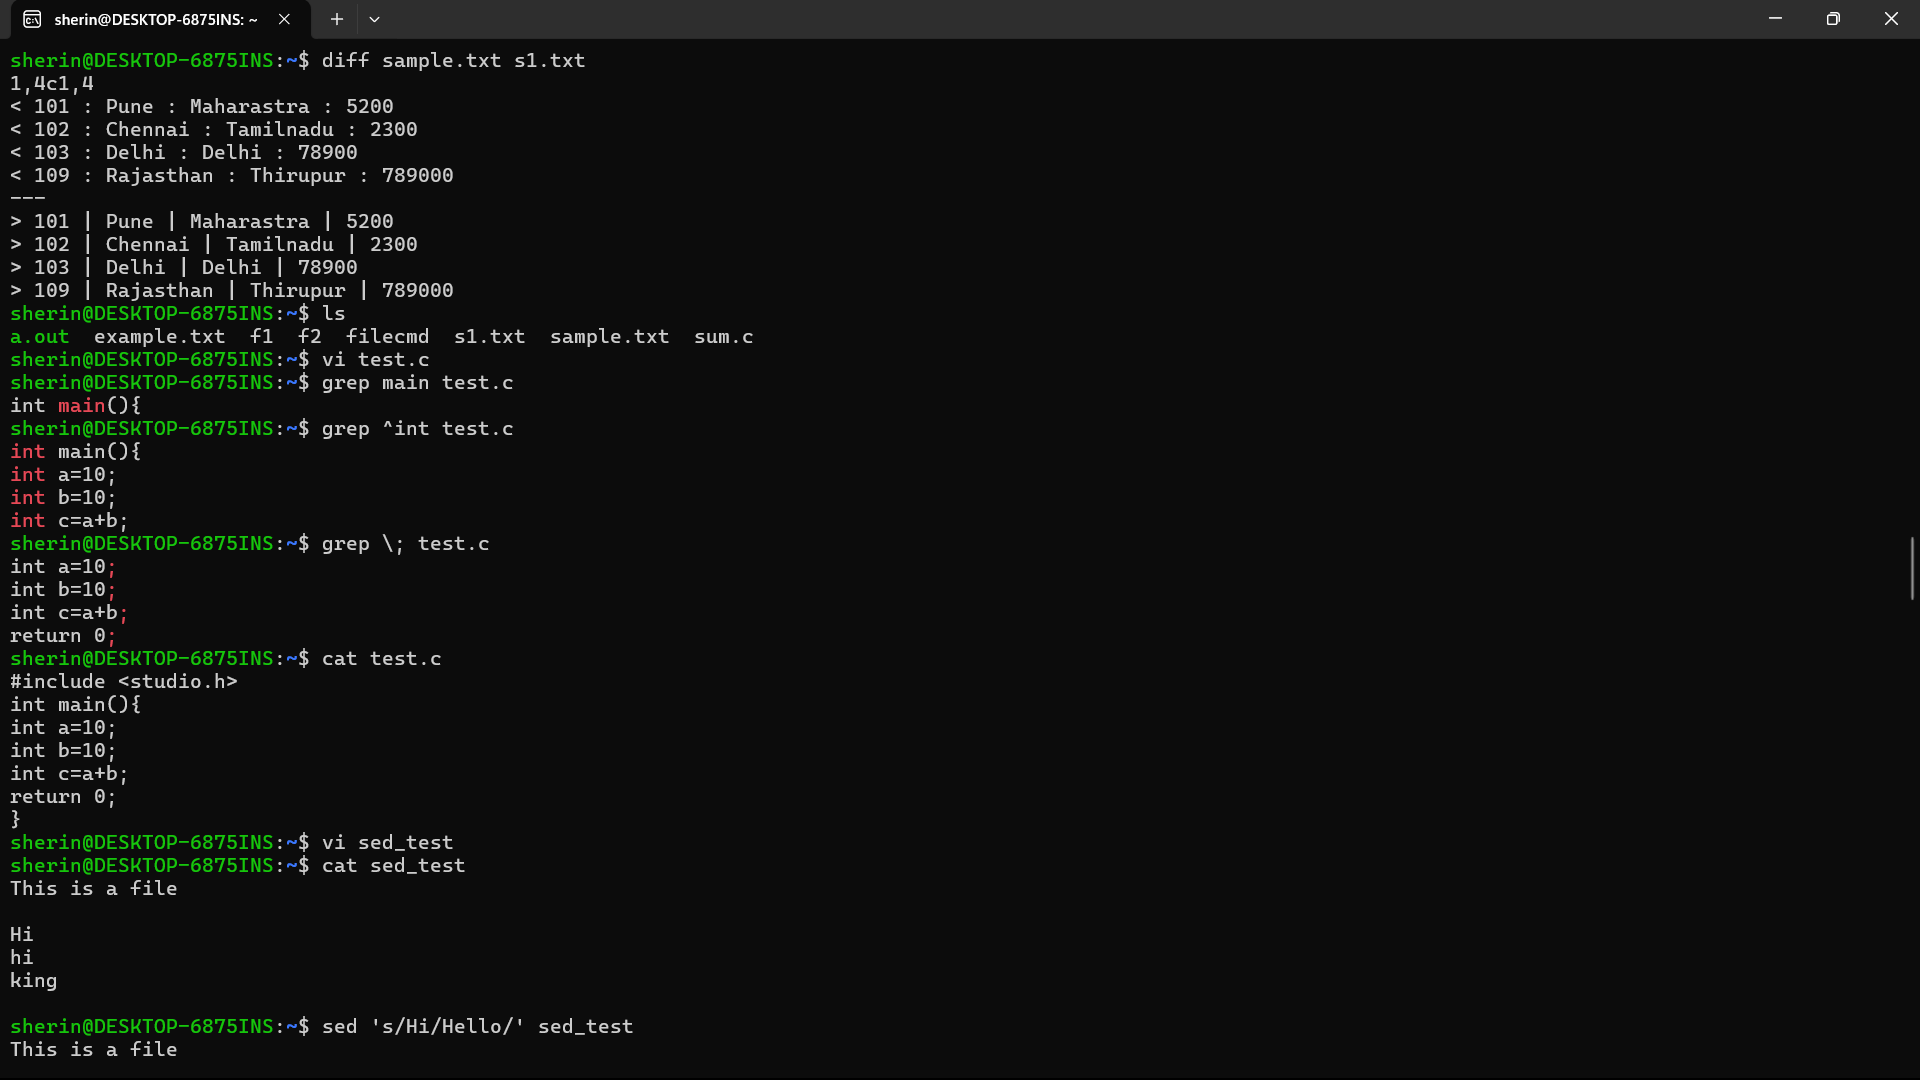 sherin@DESKTOP-6875INS: ~
sherin@DESKTOP-6875INS:~$ diff sample.txt s1.txt
1,4c1,4
< 101 : Pune : Maharastra : 5200
< 102 : Chennai : Tamilnadu : 2300
< 103 : Delhi : Delhi : 78900
< 109 : Rajasthan : Thirupur : 789000
---
> 101 | Pune | Maharastra | 5200
> 102 | Chennai | Tamilnadu | 2300
> 103 | Delhi | Delhi | 78900
> 109 | Rajasthan | Thirupur | 789000
sherin@DESKTOP-6875INS:~$ ls
a.out  example.txt  f1  f2  filecmd  s1.txt  sample.txt  sum.c
sherin@DESKTOP-6875INS:~$ vi test.c
sherin@DESKTOP-6875INS:~$ grep main test.c
int main(){
sherin@DESKTOP-6875INS:~$ grep ^int test.c
int main(){
int a=10;
int b=10;
int c=a+b;
sherin@DESKTOP-6875INS:~$ grep \; test.c
int a=10;
int b=10;
int c=a+b;
return 0;
sherin@DESKTOP-6875INS:~$ cat test.c
#include <studio.h>
int main(){
int a=10;
int b=10;
int c=a+b;
return 0;
}
sherin@DESKTOP-6875INS:~$ vi sed_test
sherin@DESKTOP-6875INS:~$ cat sed_test
This is a file
Hi
hi
king
sherin@DESKTOP-6875INS:~$ sed 's/Hi/Hello/' sed_test
This is a file